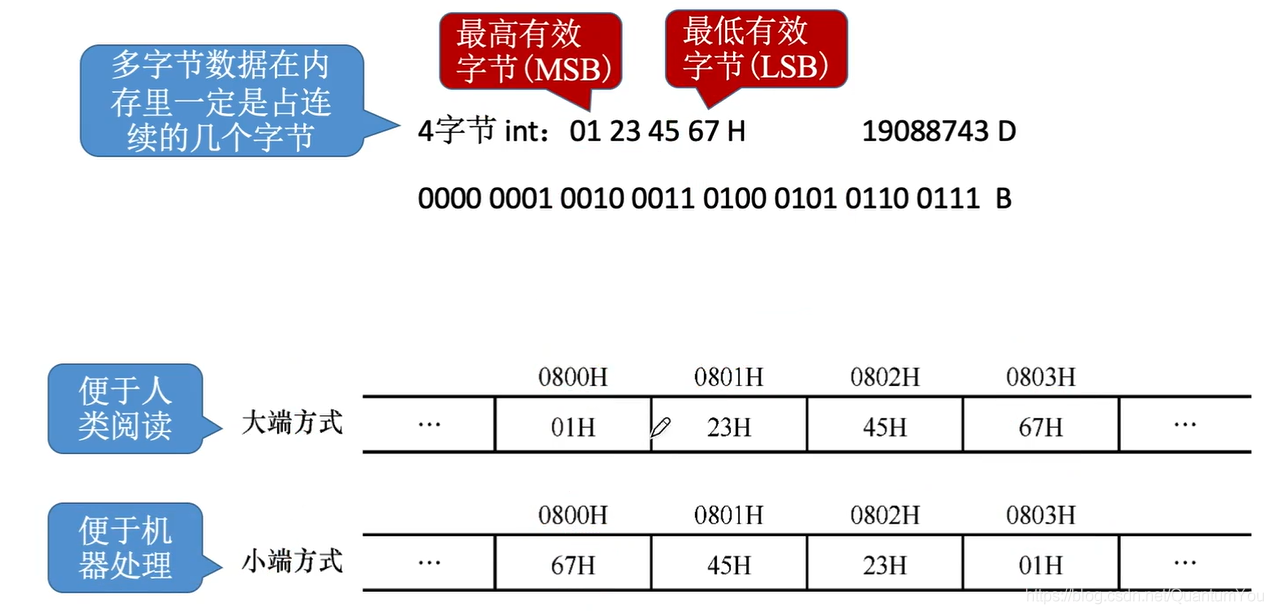 多字节数据在内
存里一定是占连
续的几个字节
最高有效
字节(MSB)
最低有效
字节(LSB)
4字节 int: 01 23 45 67 H 19088743 D
0000 0001 0010 0011 0100 0101 0110 0111 B
便于人
类阅读
大端方式
0800H 0801H 0802H 0803H
… 01H 23H 45H 67H …
便于机
器处理
小端方式
0800H 0801H 0802H 0803H
… 67H 45H 23H 01H …
https://blog.csdn.net/QuantumYou